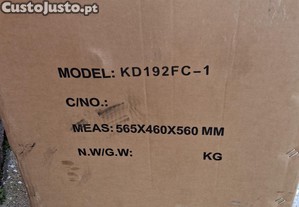 CustoJusto.pt
MODEL: KD192FC-1
C/NO.:
MEAS: 565X460X560 MM
N.W/G.W: KG